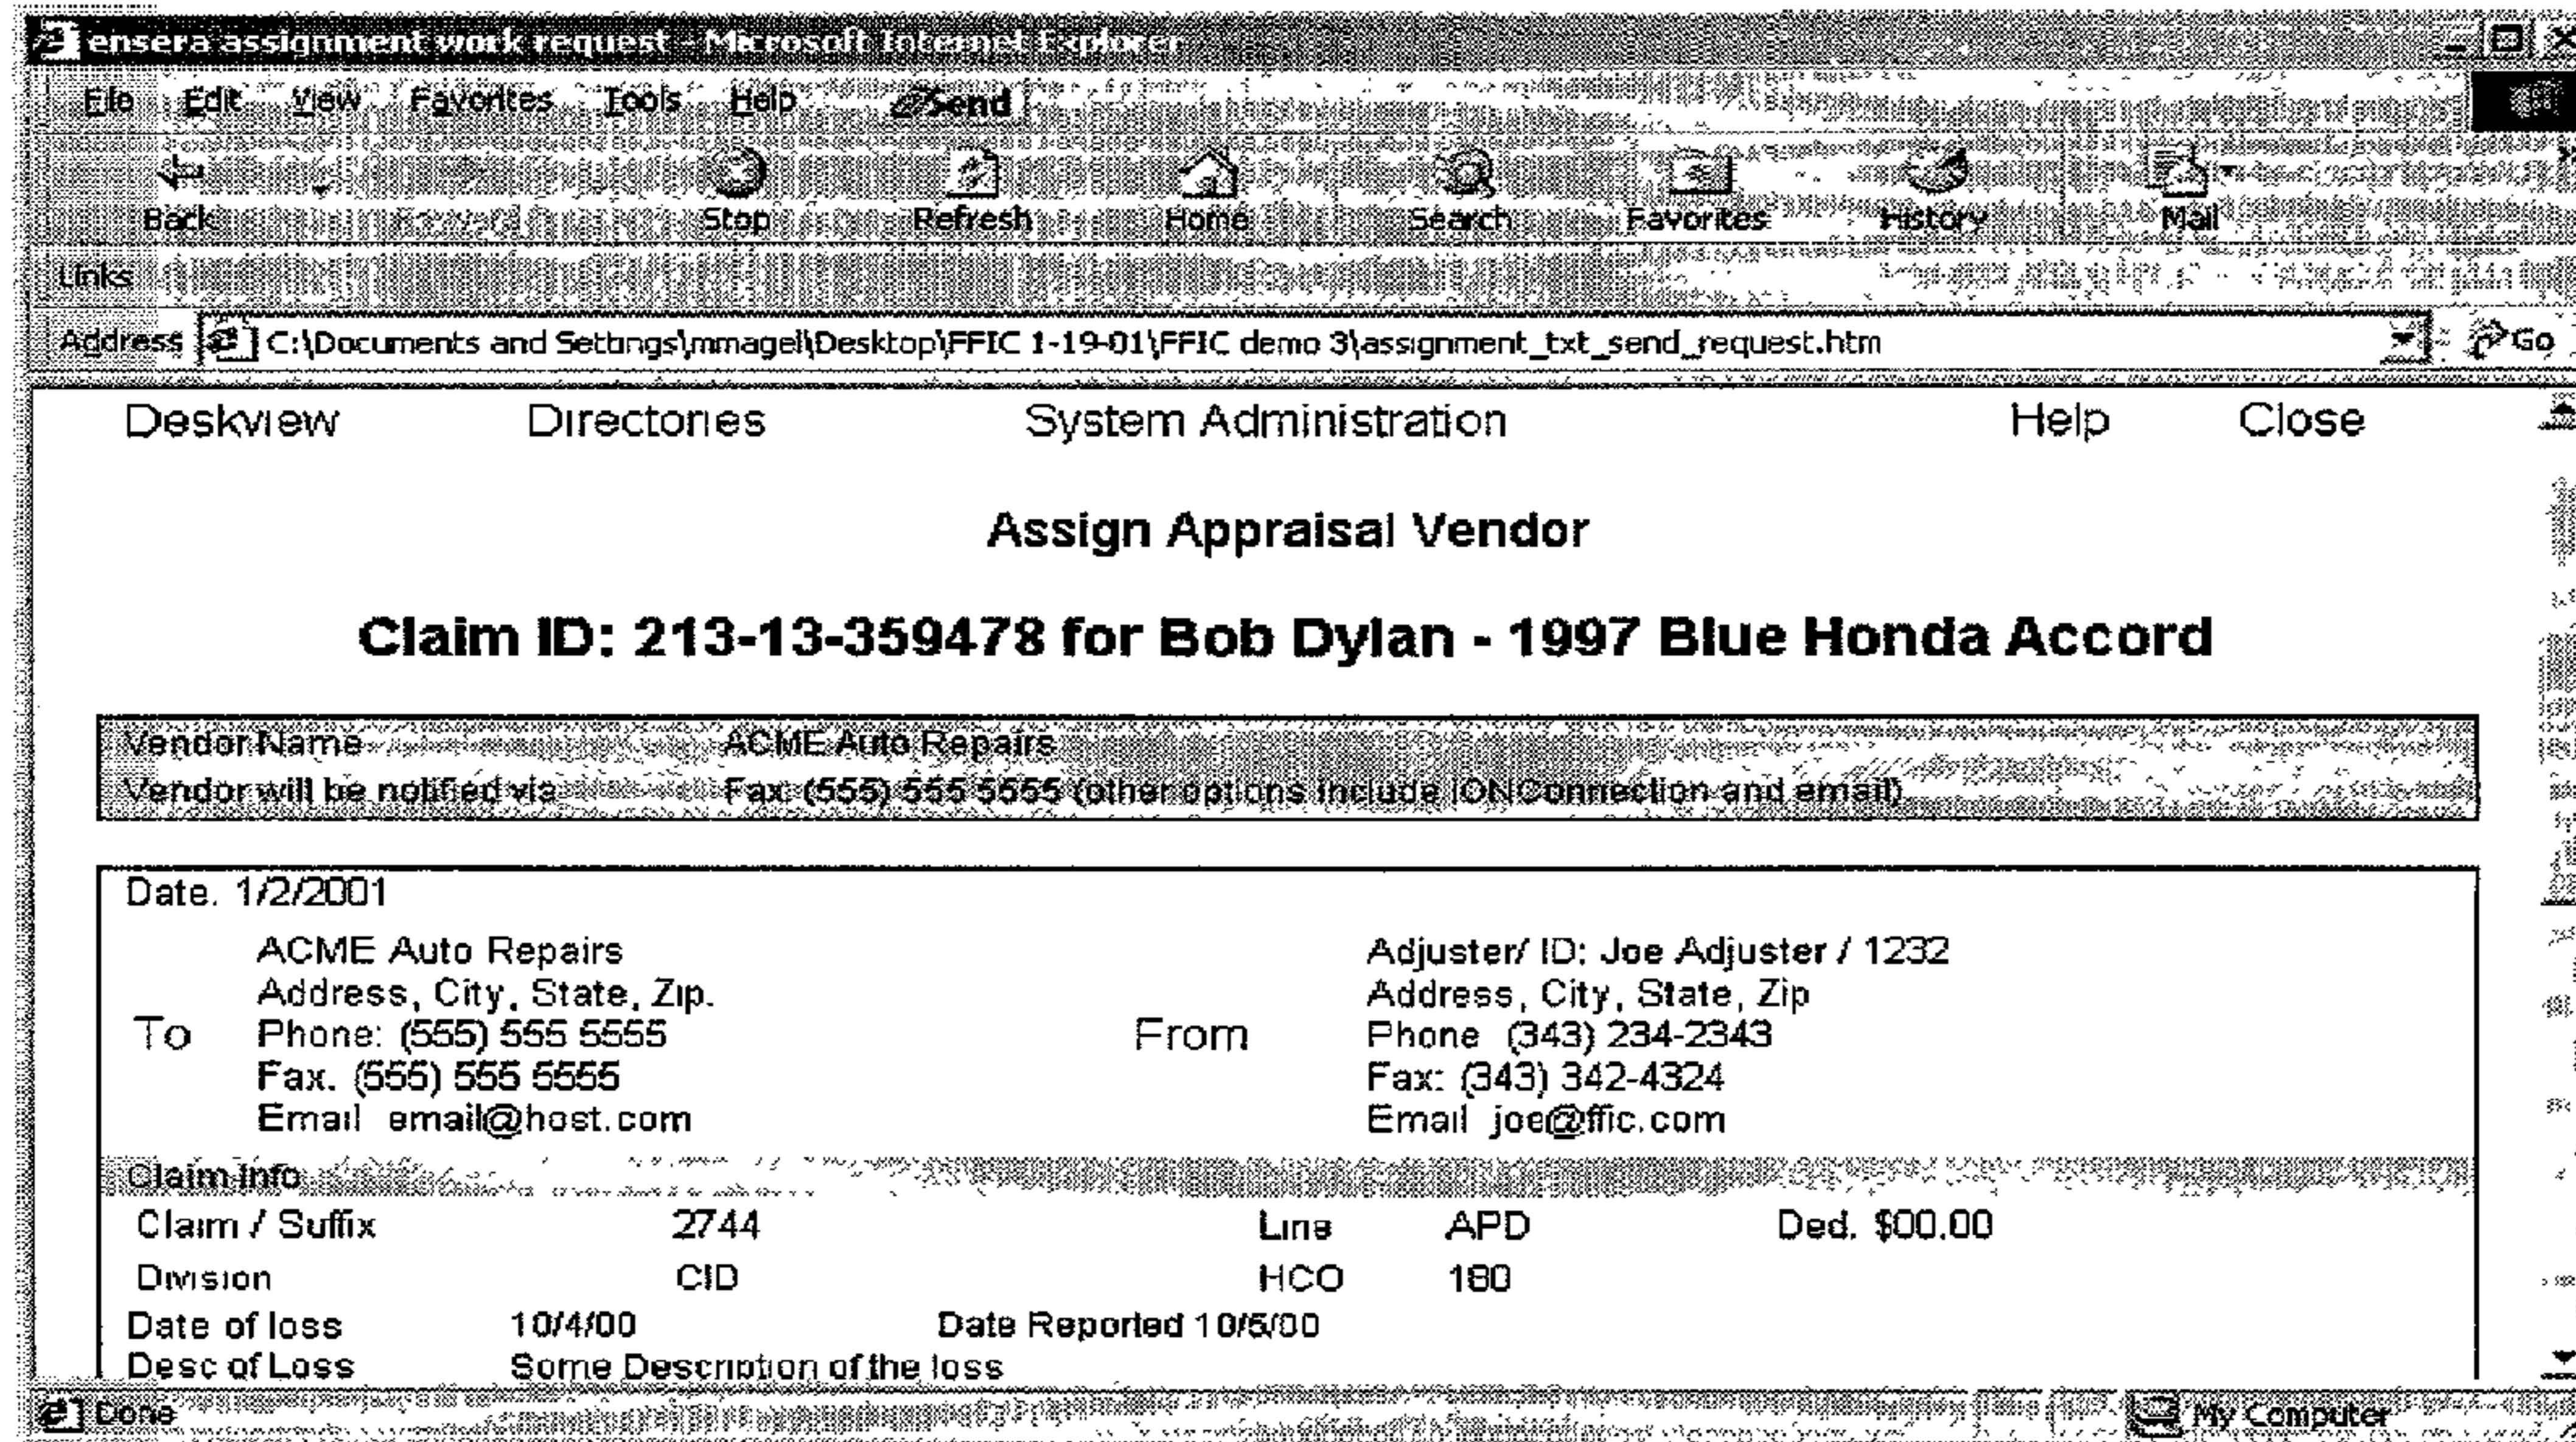 ensera assignment work request - Microsoft Internet Explorer
File Edit View Favorites Tools Help Send
Back Forward Stop Refresh Home Search Favorites History Mail
Links
Address C:\Documents and Settings\mmagel\Desktop\FFIC 1-19-01\FFIC demo 3\assignment_txt_send_request.htm Go
Deskview Directories System Administration Help Close
Assign Appraisal Vendor
Claim ID: 213-13-359478 for Bob Dylan - 1997 Blue Honda Accord
Vendor Name ACME Auto Repairs
Vendor will be notified via Fax: (555) 555 5555 (other options include IONConnection and email)
Date. 1/2/2001
ACME Auto Repairs Adjuster/ ID: Joe Adjuster / 1232
Address, City, State, Zip. Address, City, State, Zip
To Phone: (555) 555 5555 From Phone (343) 234-2343
Fax. (555) 555 5555 Fax: (343) 342-4324
Email email@host.com Email joe@ffic.com
Claim Info
Claim / Suffix 2744 Line APD Ded. $00.00
Division CID HCO 180
Date of loss 10/4/00 Date Reported 10/5/00
Desc of Loss Some Description of the loss
Done My Computer